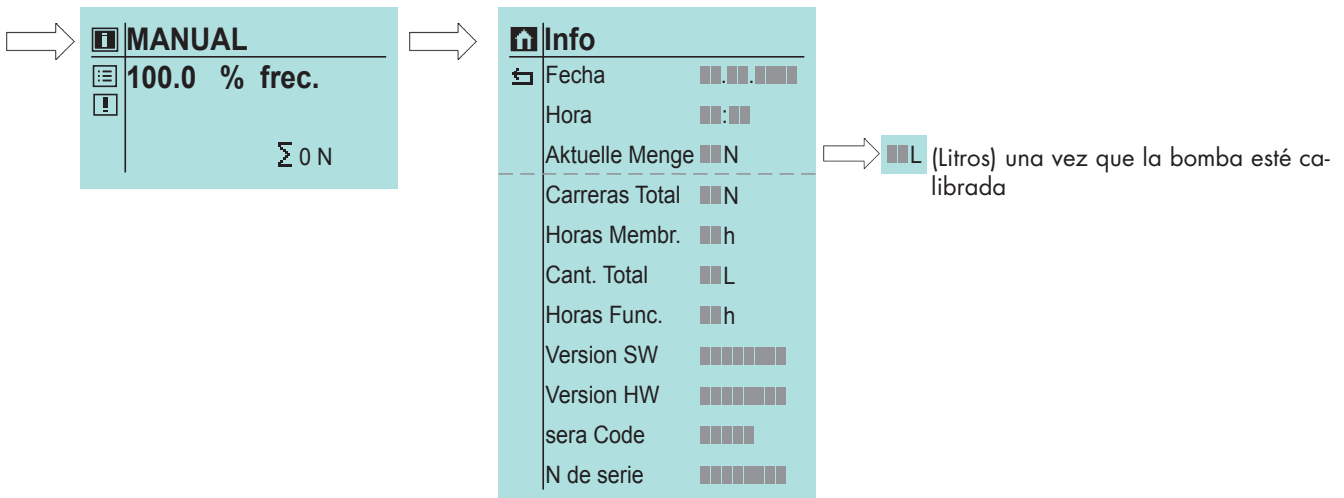 MANUAL
100.0 % frec.
Σ 0 N
Info
Fecha . .
Hora :
Aktuelle Menge N
Carreras Total N
Horas Membr. h
Cant. Total L
Horas Func. h
Version SW
Version HW
sera Code
N de serie
L (Litros) una vez que la bomba esté ca-
librada